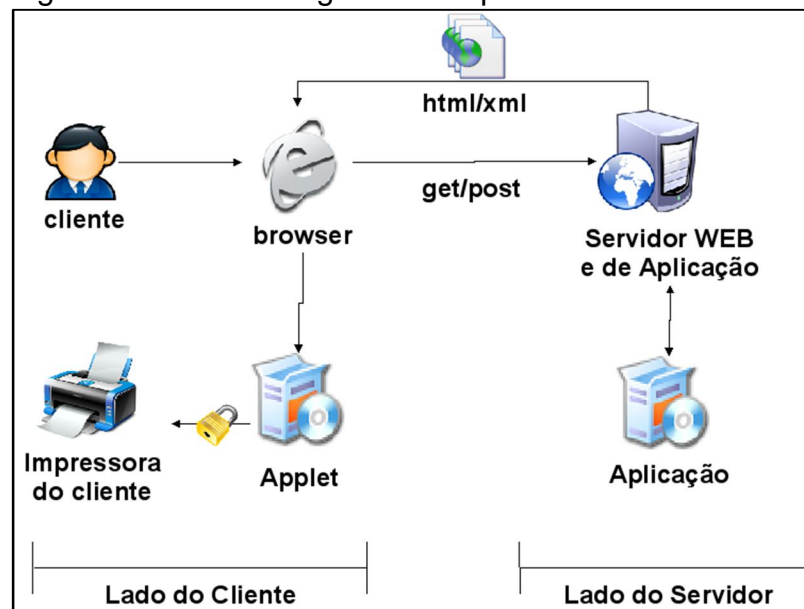 html/xml
cliente
browser
get/post
Servidor WEB
e de Aplicação
Impressora
do cliente
Applet
Aplicação
Lado do Cliente
Lado do Servidor